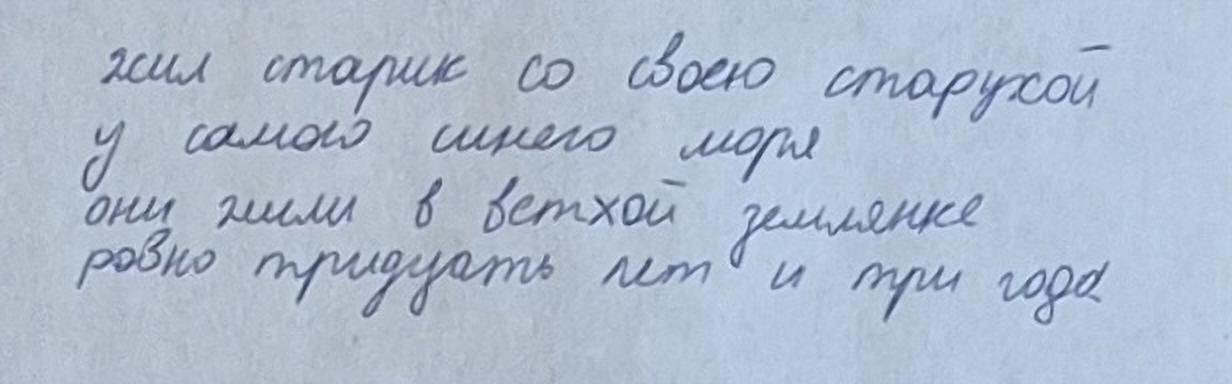 жил старик со своею старухой
у самого синего моря
они жили в ветхой землянке
ровно тридцать лет и три года